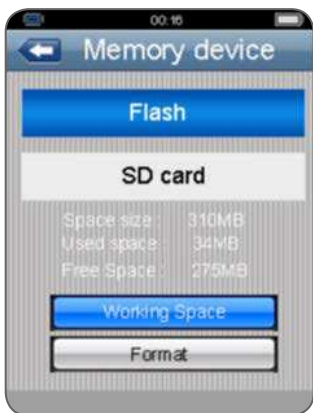 00:16
Memory device
Flash
SD card
Space size : 310MB
Used space 34MB
Free Space : 275MB
Working Space
Format